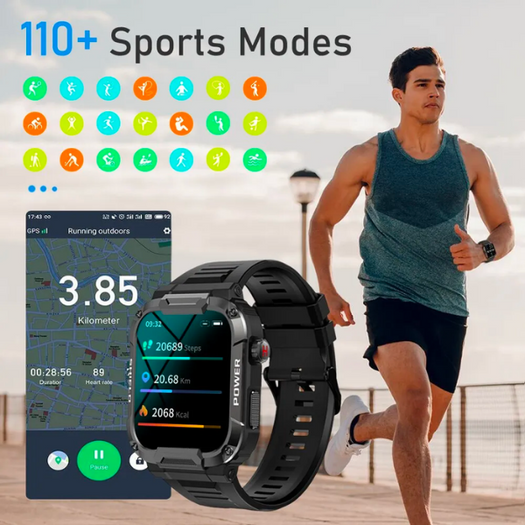 110+ Sports Modes
17:43
92
GPS
Running outdoors
3.85
Kilometer
00:28.56
89
Duration
Heart rate
Pause
09:32
20689 Steps
20.68 Km
2068 Kcal
POWER